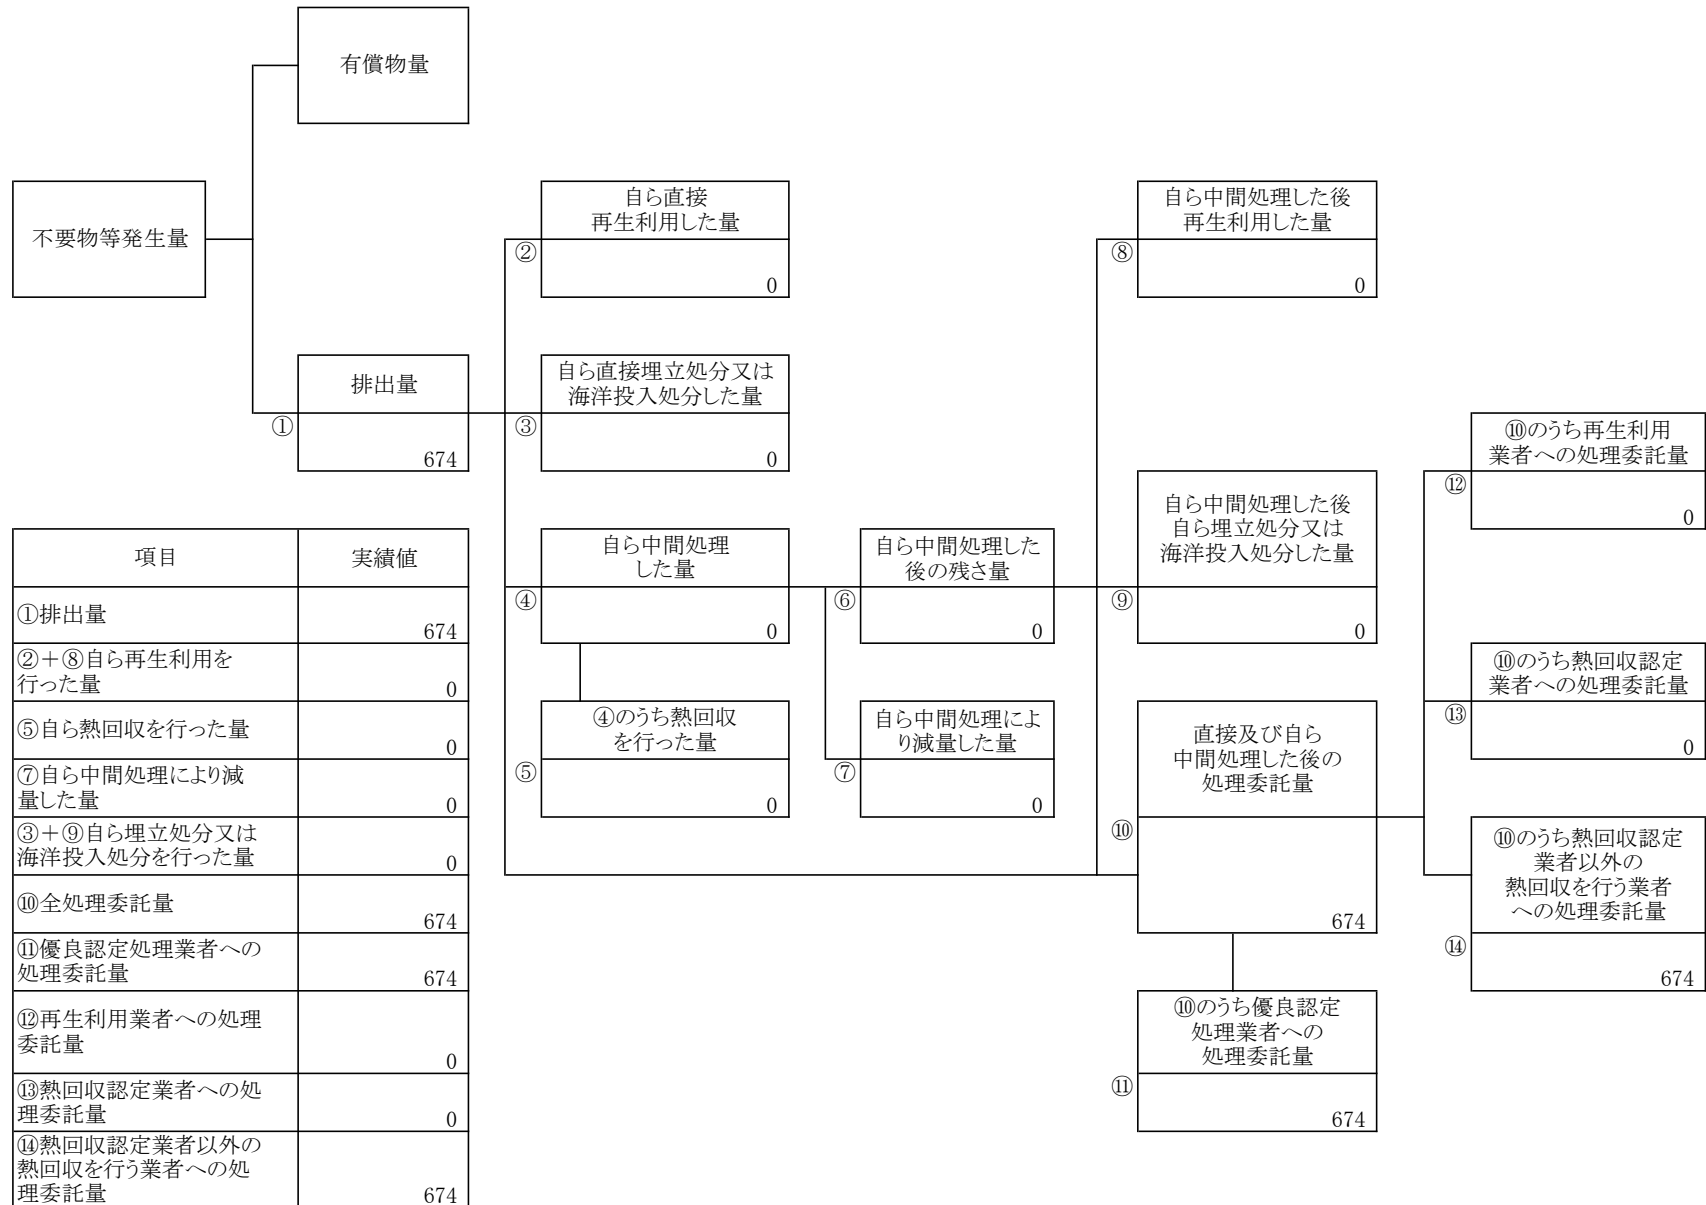 有償物量
不要物等発生量
自ら直接
再生利用した量
②
0
自ら中間処理した後
再生利用した量
⑧
0
排出量
①
674
自ら直接埋立処分又は
海洋投入処分した量
③
0
⑩のうち再生利用
業者への処理委託量
⑫
0
自ら中間処理
した量
④
0
自ら中間処理した
後の残さ量
⑥
0
自ら中間処理した後
自ら埋立処分又は
海洋投入処分した量
⑨
0
⑩のうち熱回収認定
業者への処理委託量
⑬
0
④のうち熱回収
を行った量
⑤
0
自ら中間処理によ
り減量した量
⑦
0
直接及び自ら
中間処理した後の
処理委託量
⑩
674
⑩のうち熱回収認定
業者以外の
熱回収を行う業者
への処理委託量
⑭
674
⑩のうち優良認定
処理業者への
処理委託量
⑪
674
項目 実績値
①排出量
674
②＋⑧自ら再生利用を
行った量
0
⑤自ら熱回収を行った量
0
⑦自ら中間処理により減
量した量
0
③＋⑨自ら埋立処分又は
海洋投入処分を行った量
0
⑩全処理委託量
674
⑪優良認定処理業者への
処理委託量
674
⑫再生利用業者への処理
委託量
0
⑬熱回収認定業者への処
理委託量
0
⑭熱回収認定業者以外の
熱回収を行う業者への処
理委託量
674